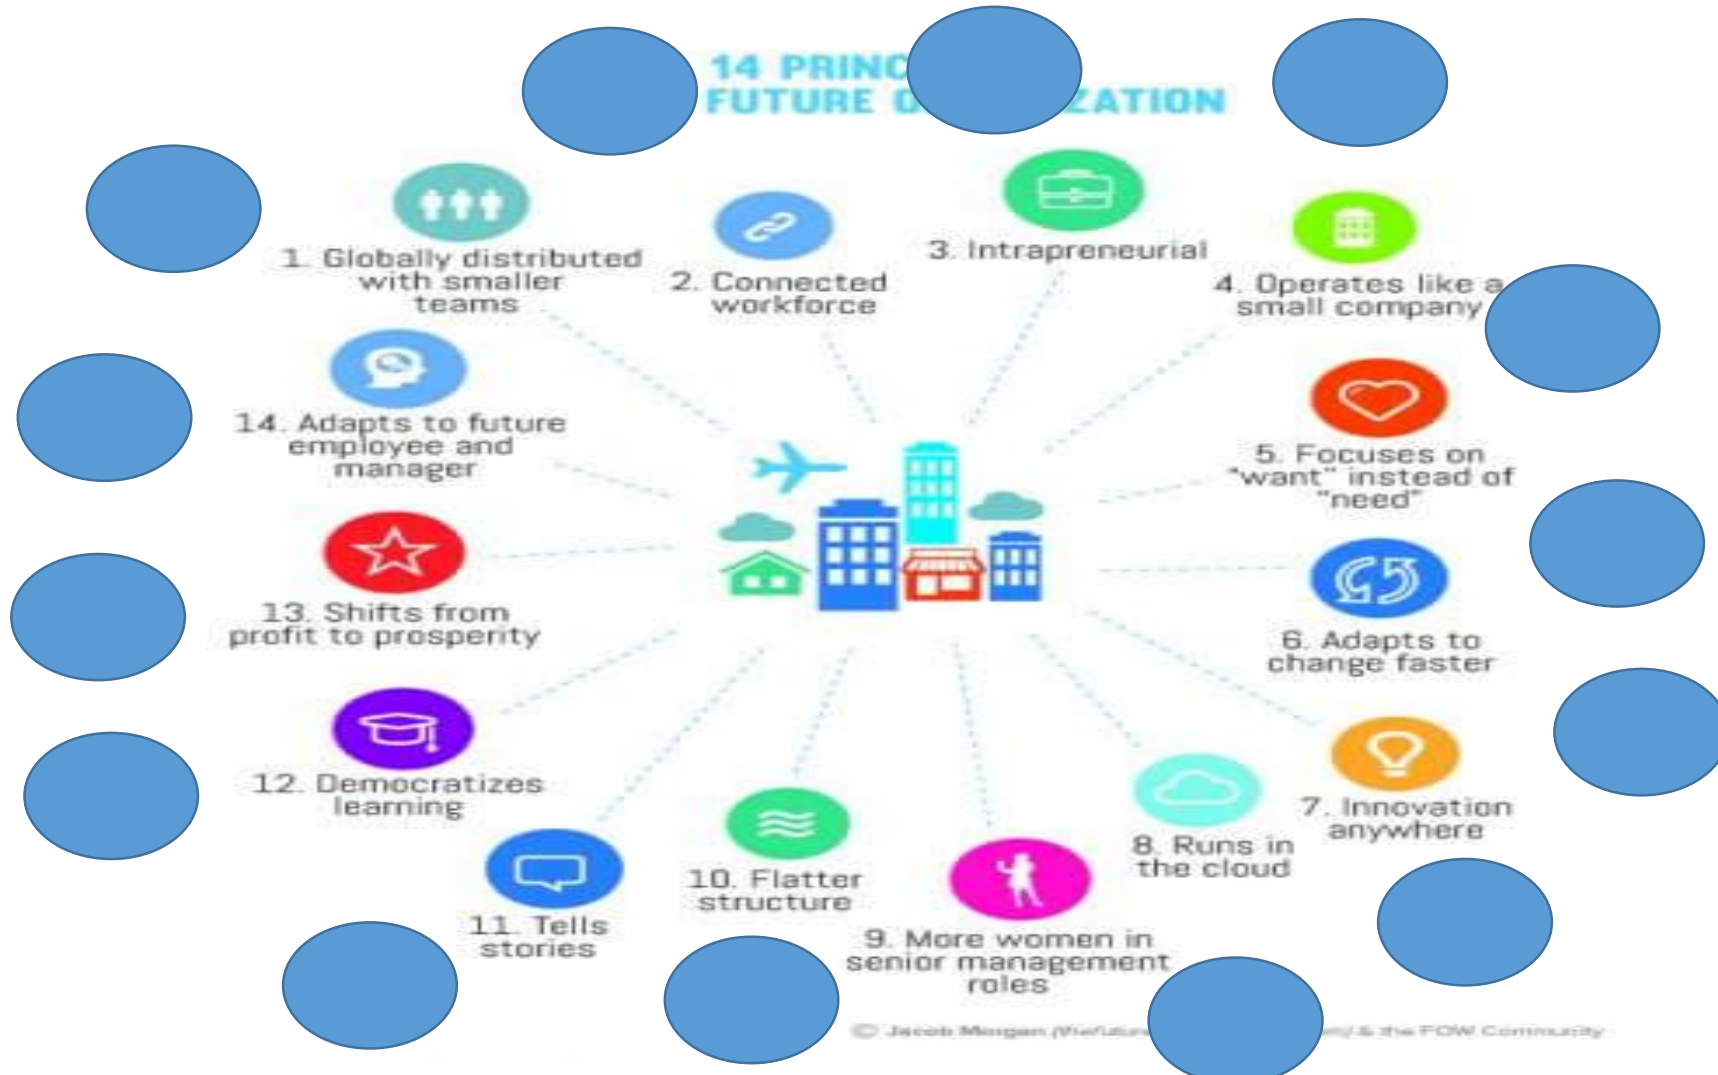 14 PRINC
FUTURE O ZATION
1. Globally distributed
with smaller
teams
2. Connected
workforce
3. Intrapreneurial
4. Operates like a
small company
5. Focuses on
"want" instead of
"need"
6. Adapts to
change faster
7. Innovation
anywhere
8. Runs in
the cloud
9. More women in
senior management
roles
10. Flatter
structure
11. Tells
stories
12. Democratizes
learning
13. Shifts from
profit to prosperity
14. Adapts to future
employee and
manager
© Jacob Morgan & the FOW Community